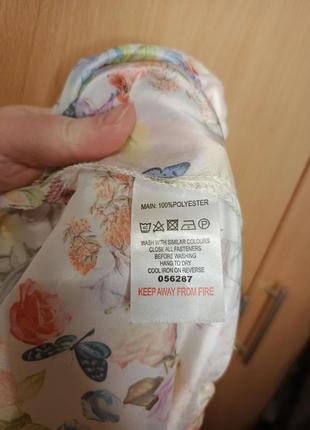 MAIN: 100%POLYESTER
WASH WITH SIMILAR COLOURS
CLOSE ALL FASTENERS
BEFORE WASHING
HANG TO DRY
COOL IRON ON REVERSE
056287
KEEP AWAY FROM FIRE